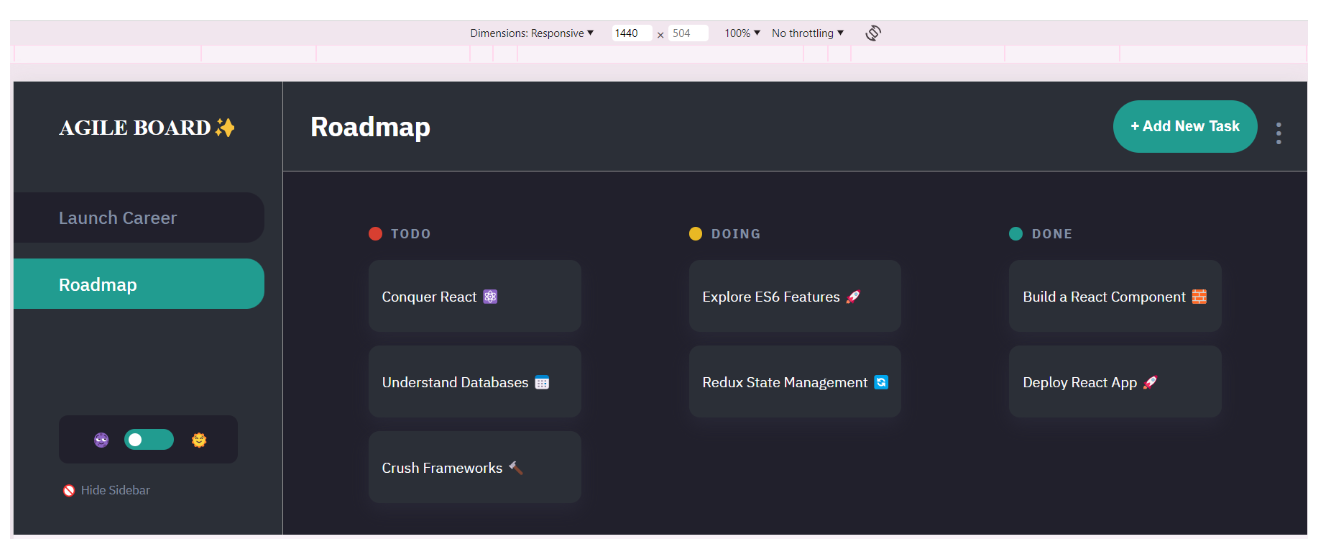 Dimensions: Responsive ▼ 1440 × 504 100% ▼ No throttling ▼
AGILE BOARD✨
Roadmap
+ Add New Task
Launch Career
Roadmap
TODO
Conquer React ⚛️
Understand Databases 📅
Crush Frameworks 🔨
DOING
Explore ES6 Features 🚀
Redux State Management 🔄
DONE
Build a React Component 🧱
Deploy React App 🚀
🚫 Hide Sidebar